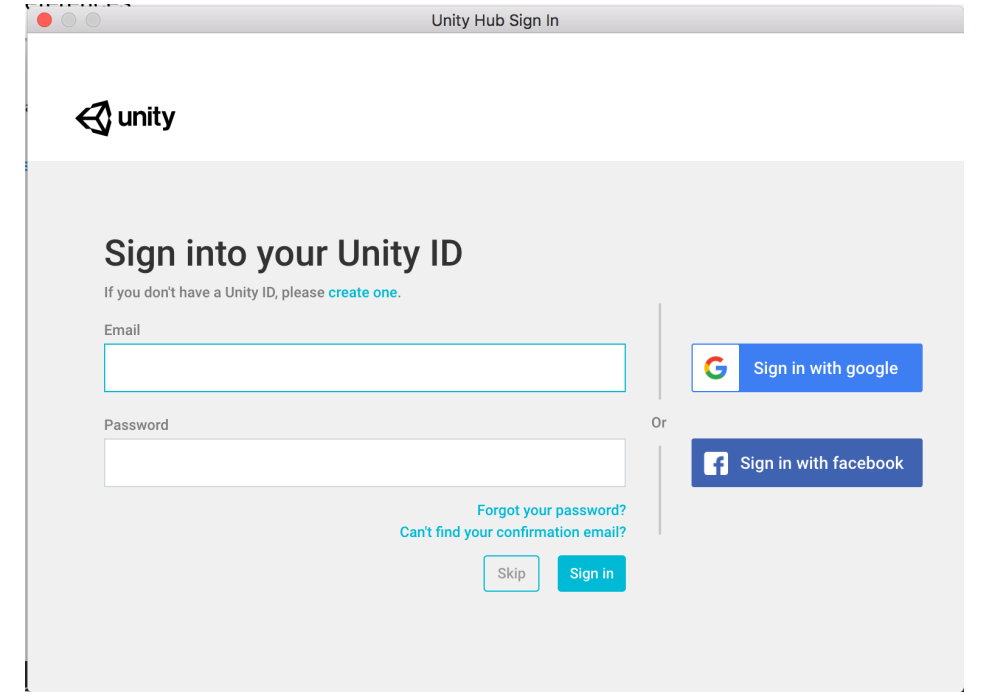 Unity Hub Sign In
unity
Sign into your Unity ID
If you don't have a Unity ID, please create one.
Email
Sign in with google
Password
Or
Sign in with facebook
Forgot your password?
Can't find your confirmation email?
Skip
Sign in